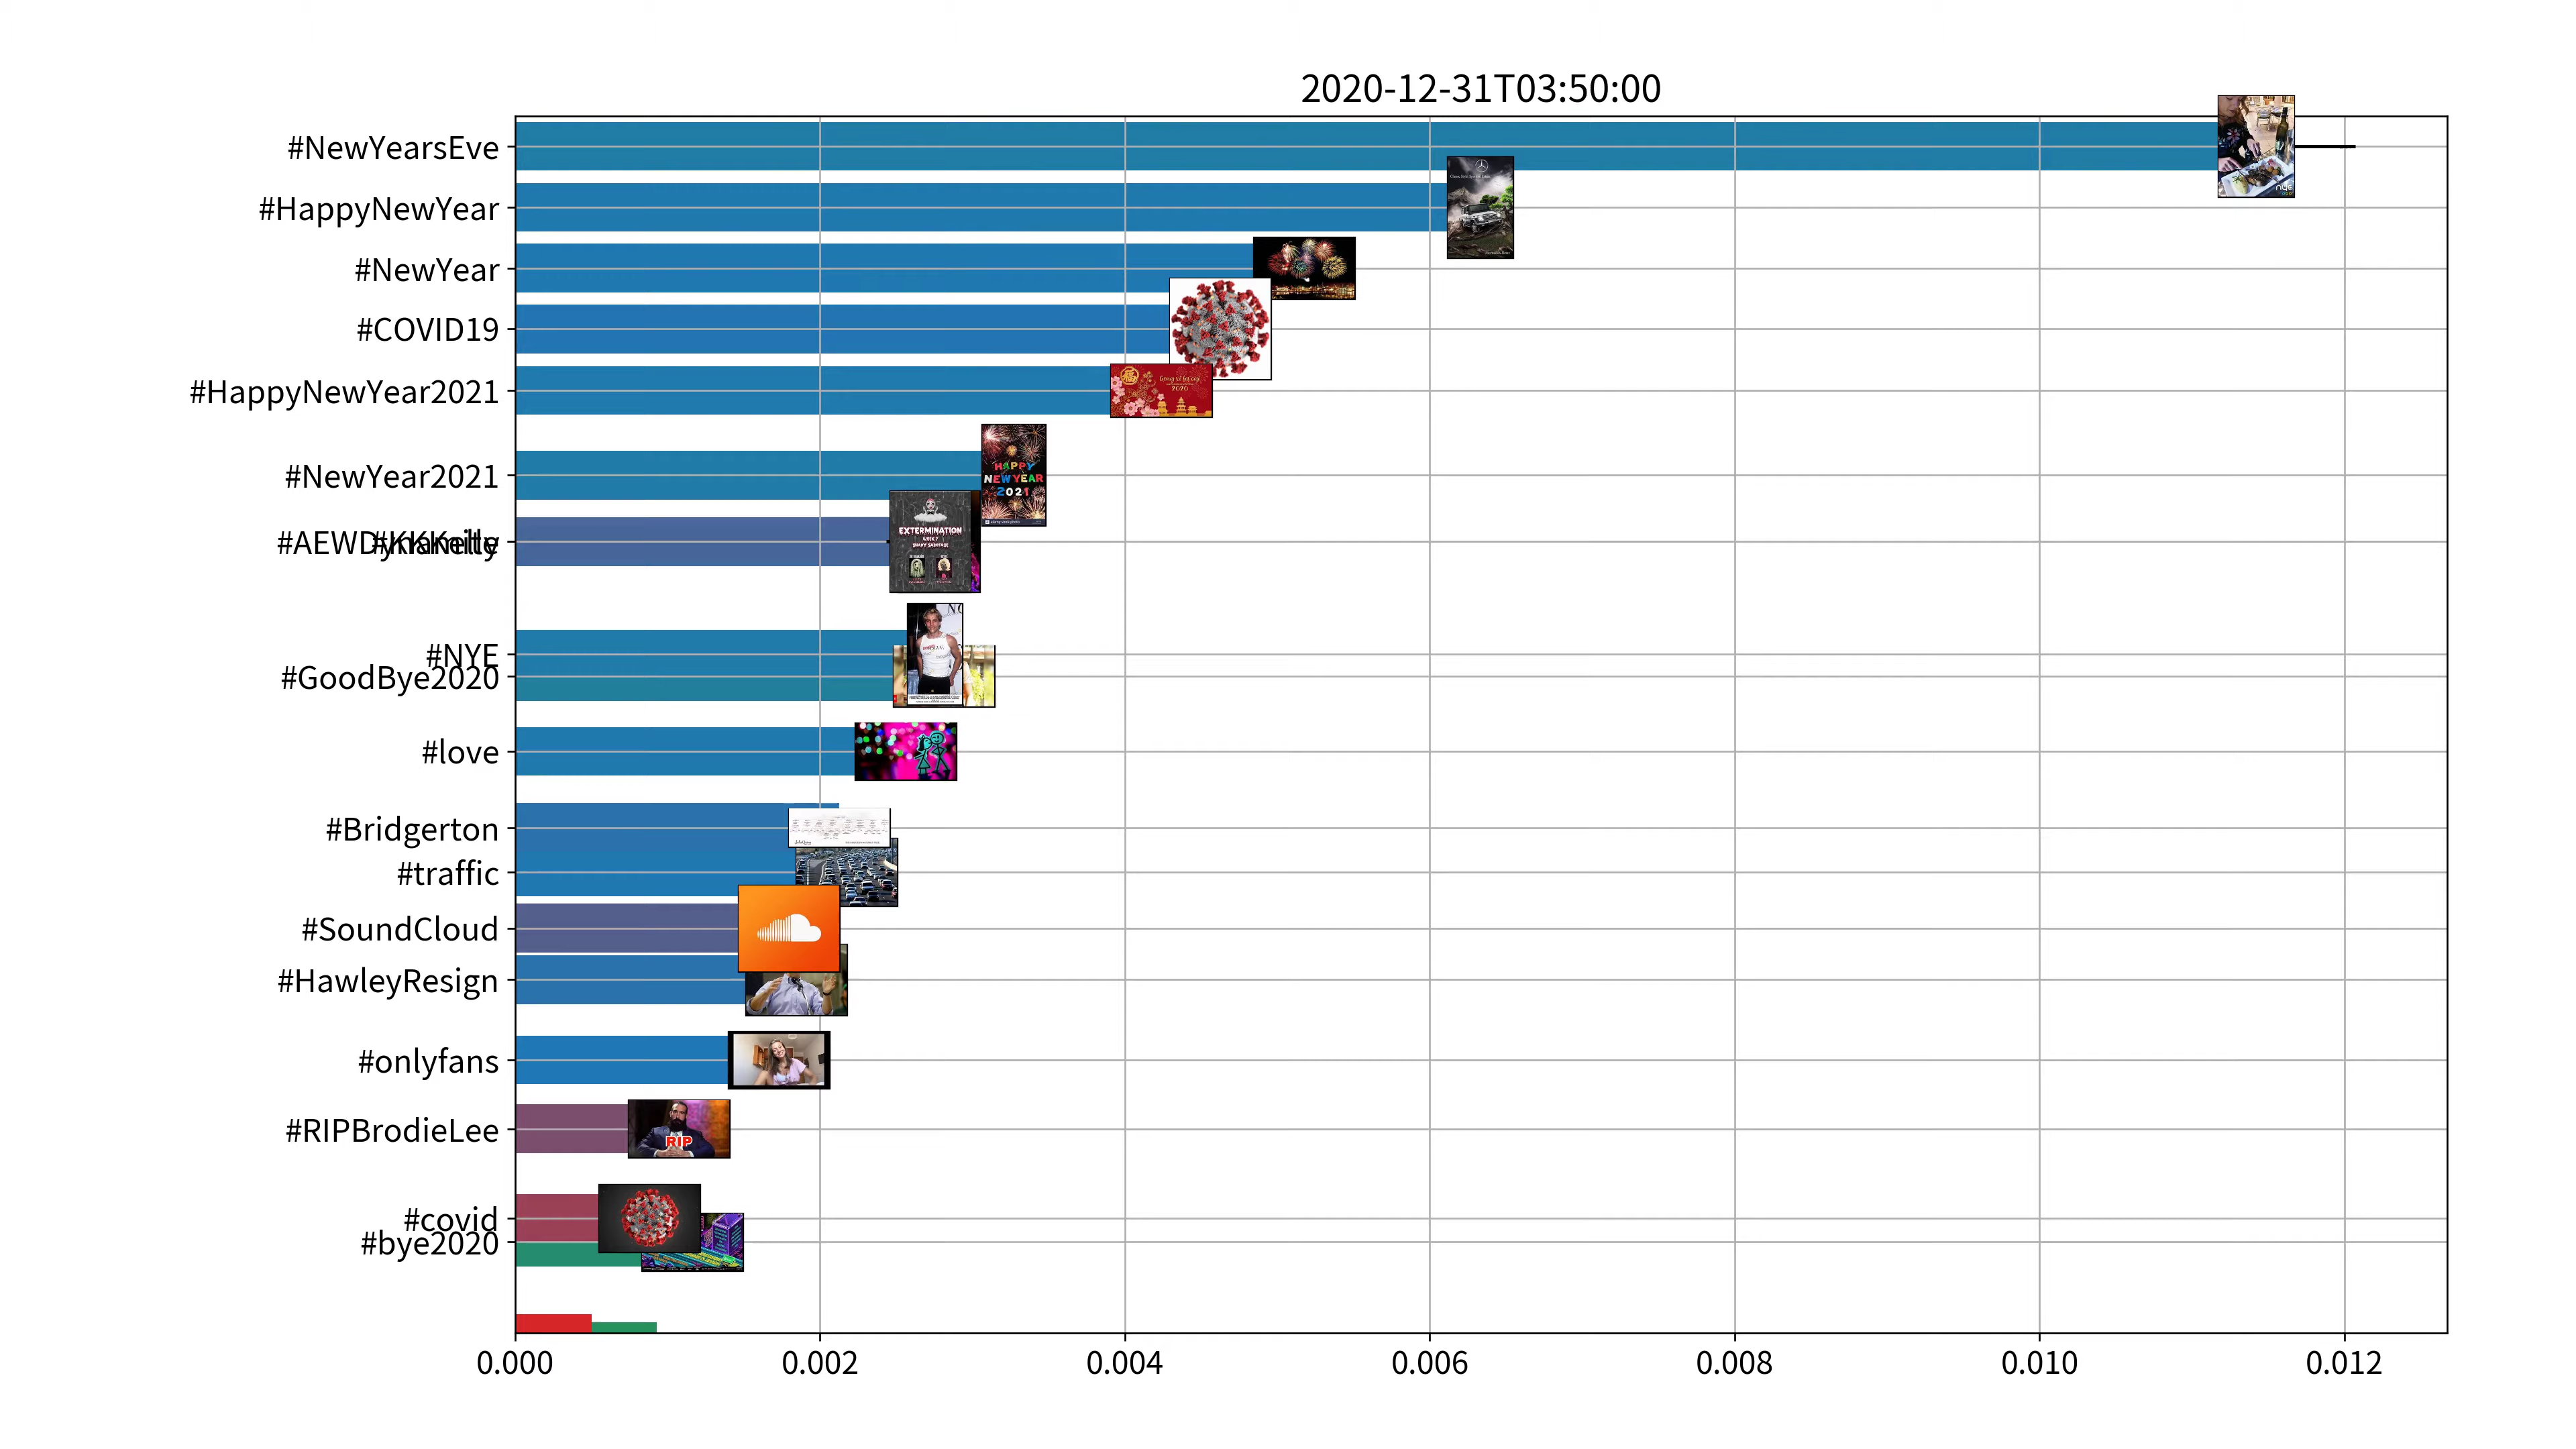 2020-12-31T03:50:00
#NewYearsEve
#HappyNewYear
#NewYear
#COVID19
#HappyNewYear2021
#NewYear2021
HAPPY
NEW YEAR
2021
#AEWDynamite
EXTERMINATION
#NYE
#GoodBye2020
#love
#Bridgerton
#traffic
#SoundCloud
#HawleyResign
#onlyfans
#RIPBrodieLee
RIP
#covid
#bye2020
0.000 0.002 0.004 0.006 0.008 0.010 0.012